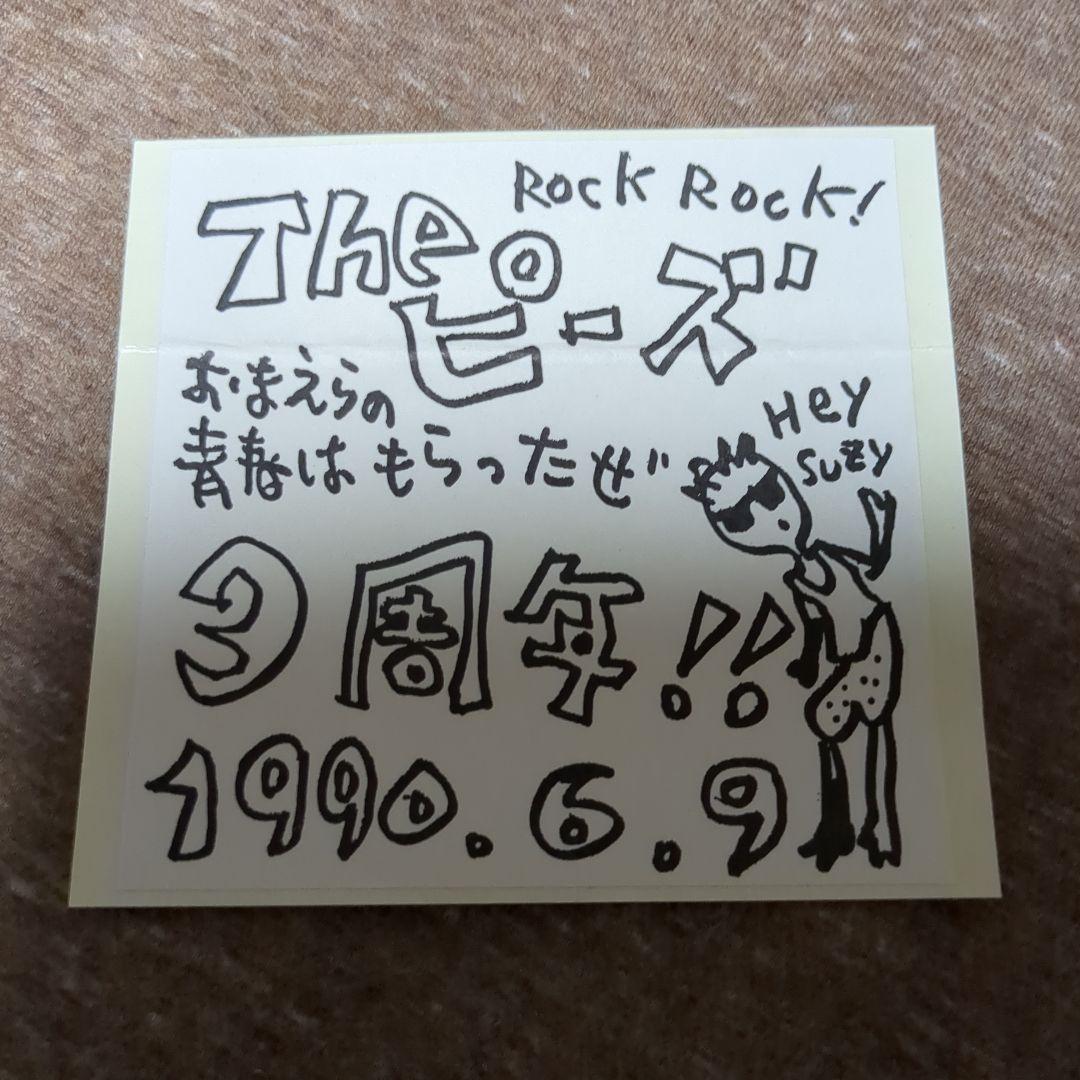 ROCK ROCK!
The ピーズ
おまえらの
青春はもらったぜ
HEY
SUZY
3周年!!
1990.6.9